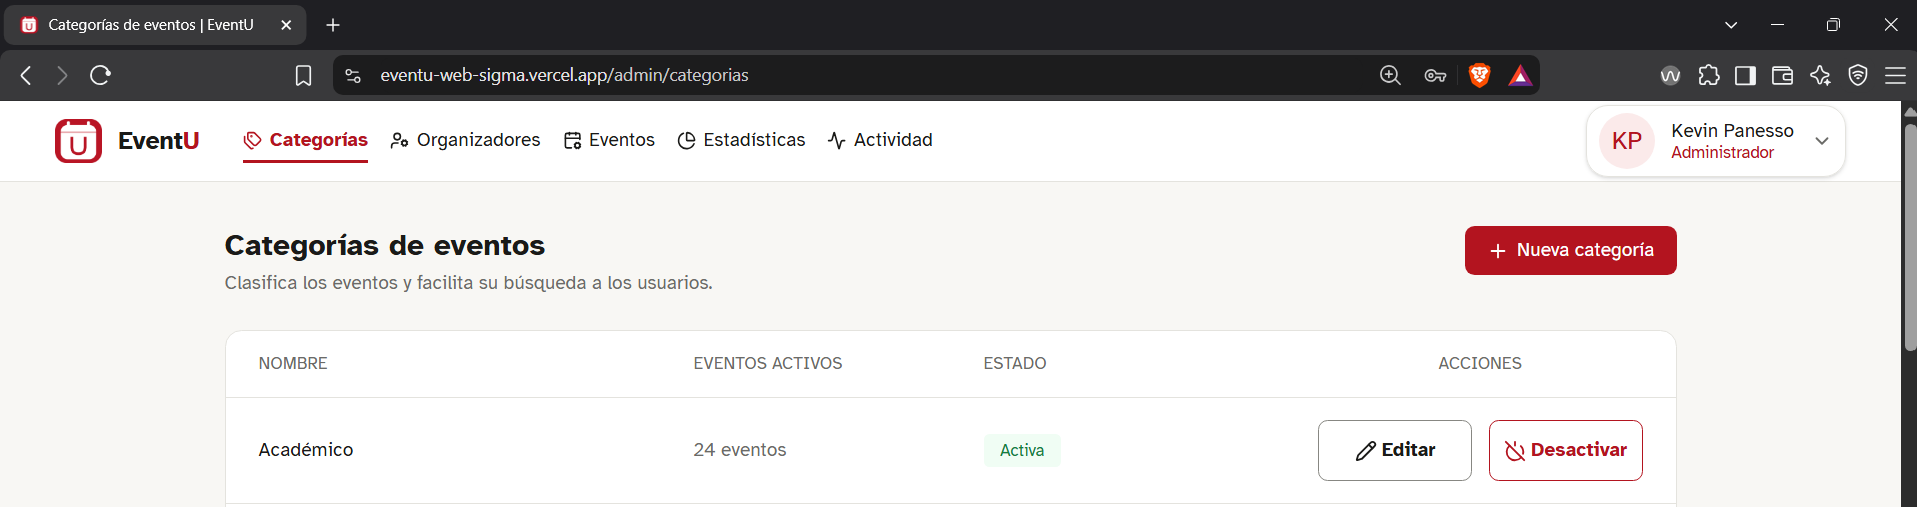 Categorías de eventos | EventU
eventu-web-sigma.vercel.app/admin/categorias
U EventU Categorías Organizadores Eventos Estadísticas Actividad
KP Kevin Panesso
Administrador
Categorías de eventos
Nueva categoría
Clasifica los eventos y facilita su búsqueda a los usuarios.
NOMBRE EVENTOS ACTIVOS ESTADO ACCIONES
Académico 24 eventos Activa Editar Desactivar